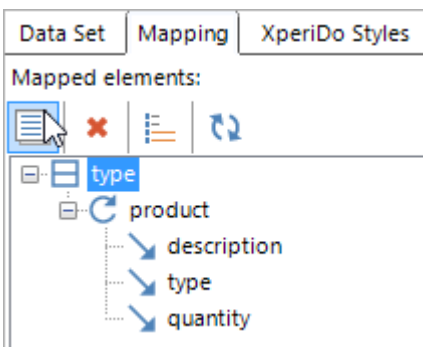 Data Set Mapping XperiDo Styles
Mapped elements:
type
product
description
type
quantity